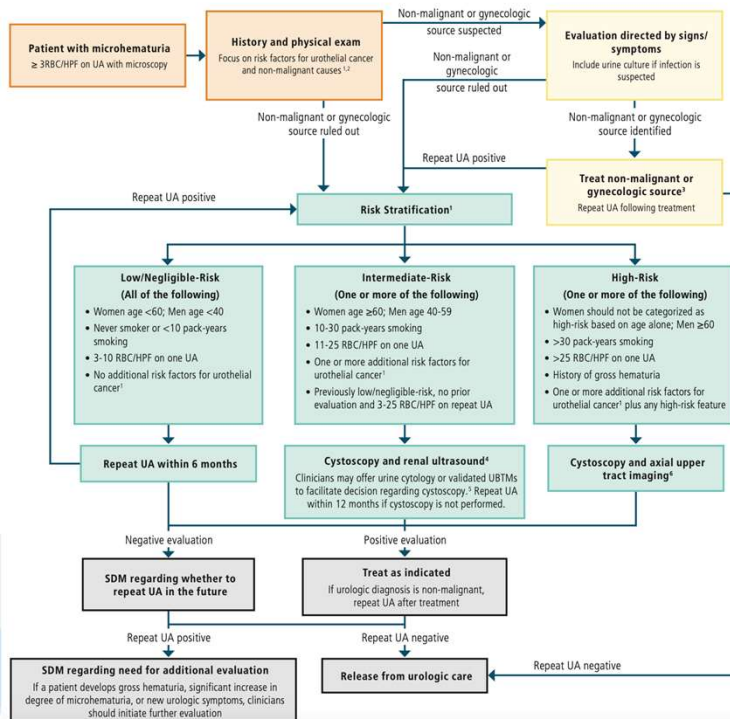 Patient with microhematuria
≥ 3RBC/HPF on UA with microscopy
History and physical exam
Focus on risk factors for urothelial cancer
and non-malignant causes 1,2
Non-malignant or gynecologic
source suspected
Evaluation directed by signs/
symptoms
Include urine culture if infection is
suspected
Non-malignant or
gynecologic
source ruled out
Non-malignant or gynecologic
source ruled out
Non-malignant or gynecologic
source identified
Repeat UA positive
Treat non-malignant or
gynecologic source³
Repeat UA following treatment
Repeat UA positive
Risk Stratification¹
Low/Negligible-Risk
(All of the following)
• Women age <60; Men age <40
• Never smoker or <10 pack-years
smoking
• 3-10 RBC/HPF on one UA
• No additional risk factors for urothelial
cancer¹
Intermediate-Risk
(One or more of the following)
• Women age ≥60; Men age 40-59
• 10-30 pack-years smoking
• 11-25 RBC/HPF on one UA
• One or more additional risk factors for
urothelial cancer¹
• Previously low/negligible-risk, no prior
evaluation and 3-25 RBC/HPF on repeat UA
High-Risk
(One or more of the following)
• Women should not be categorized as
high-risk based on age alone; Men ≥60
• >30 pack-years smoking
• >25 RBC/HPF on one UA
• History of gross hematuria
• One or more additional risk factors for
urothelial cancer¹ plus any high-risk feature
Repeat UA within 6 months
Cystoscopy and renal ultrasound⁴
Clinicians may offer urine cytology or validated UBTMs
to facilitate decision regarding cystoscopy.⁵ Repeat UA
within 12 months if cystoscopy is not performed.
Cystoscopy and axial upper
tract imaging⁶
Negative evaluation
Positive evaluation
SDM regarding whether to
repeat UA in the future
Treat as indicated
If urologic diagnosis is non-malignant,
repeat UA after treatment
Repeat UA positive
Repeat UA negative
SDM regarding need for additional evaluation
If a patient develops gross hematuria, significant increase in
degree of microhematuria, or new urologic symptoms, clinicians
should initiate further evaluation
Release from urologic care
Repeat UA negative